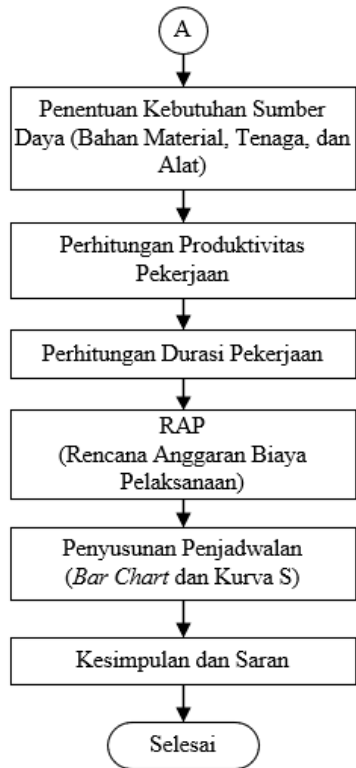 A
Penentuan Kebutuhan Sumber
Daya (Bahan Material, Tenaga, dan
Alat)
Perhitungan Produktivitas
Pekerjaan
Perhitungan Durasi Pekerjaan
RAP
(Rencana Anggaran Biaya
Pelaksanaan)
Penyusunan Penjadwalan
(Bar Chart dan Kurva S)
Kesimpulan dan Saran
Selesai